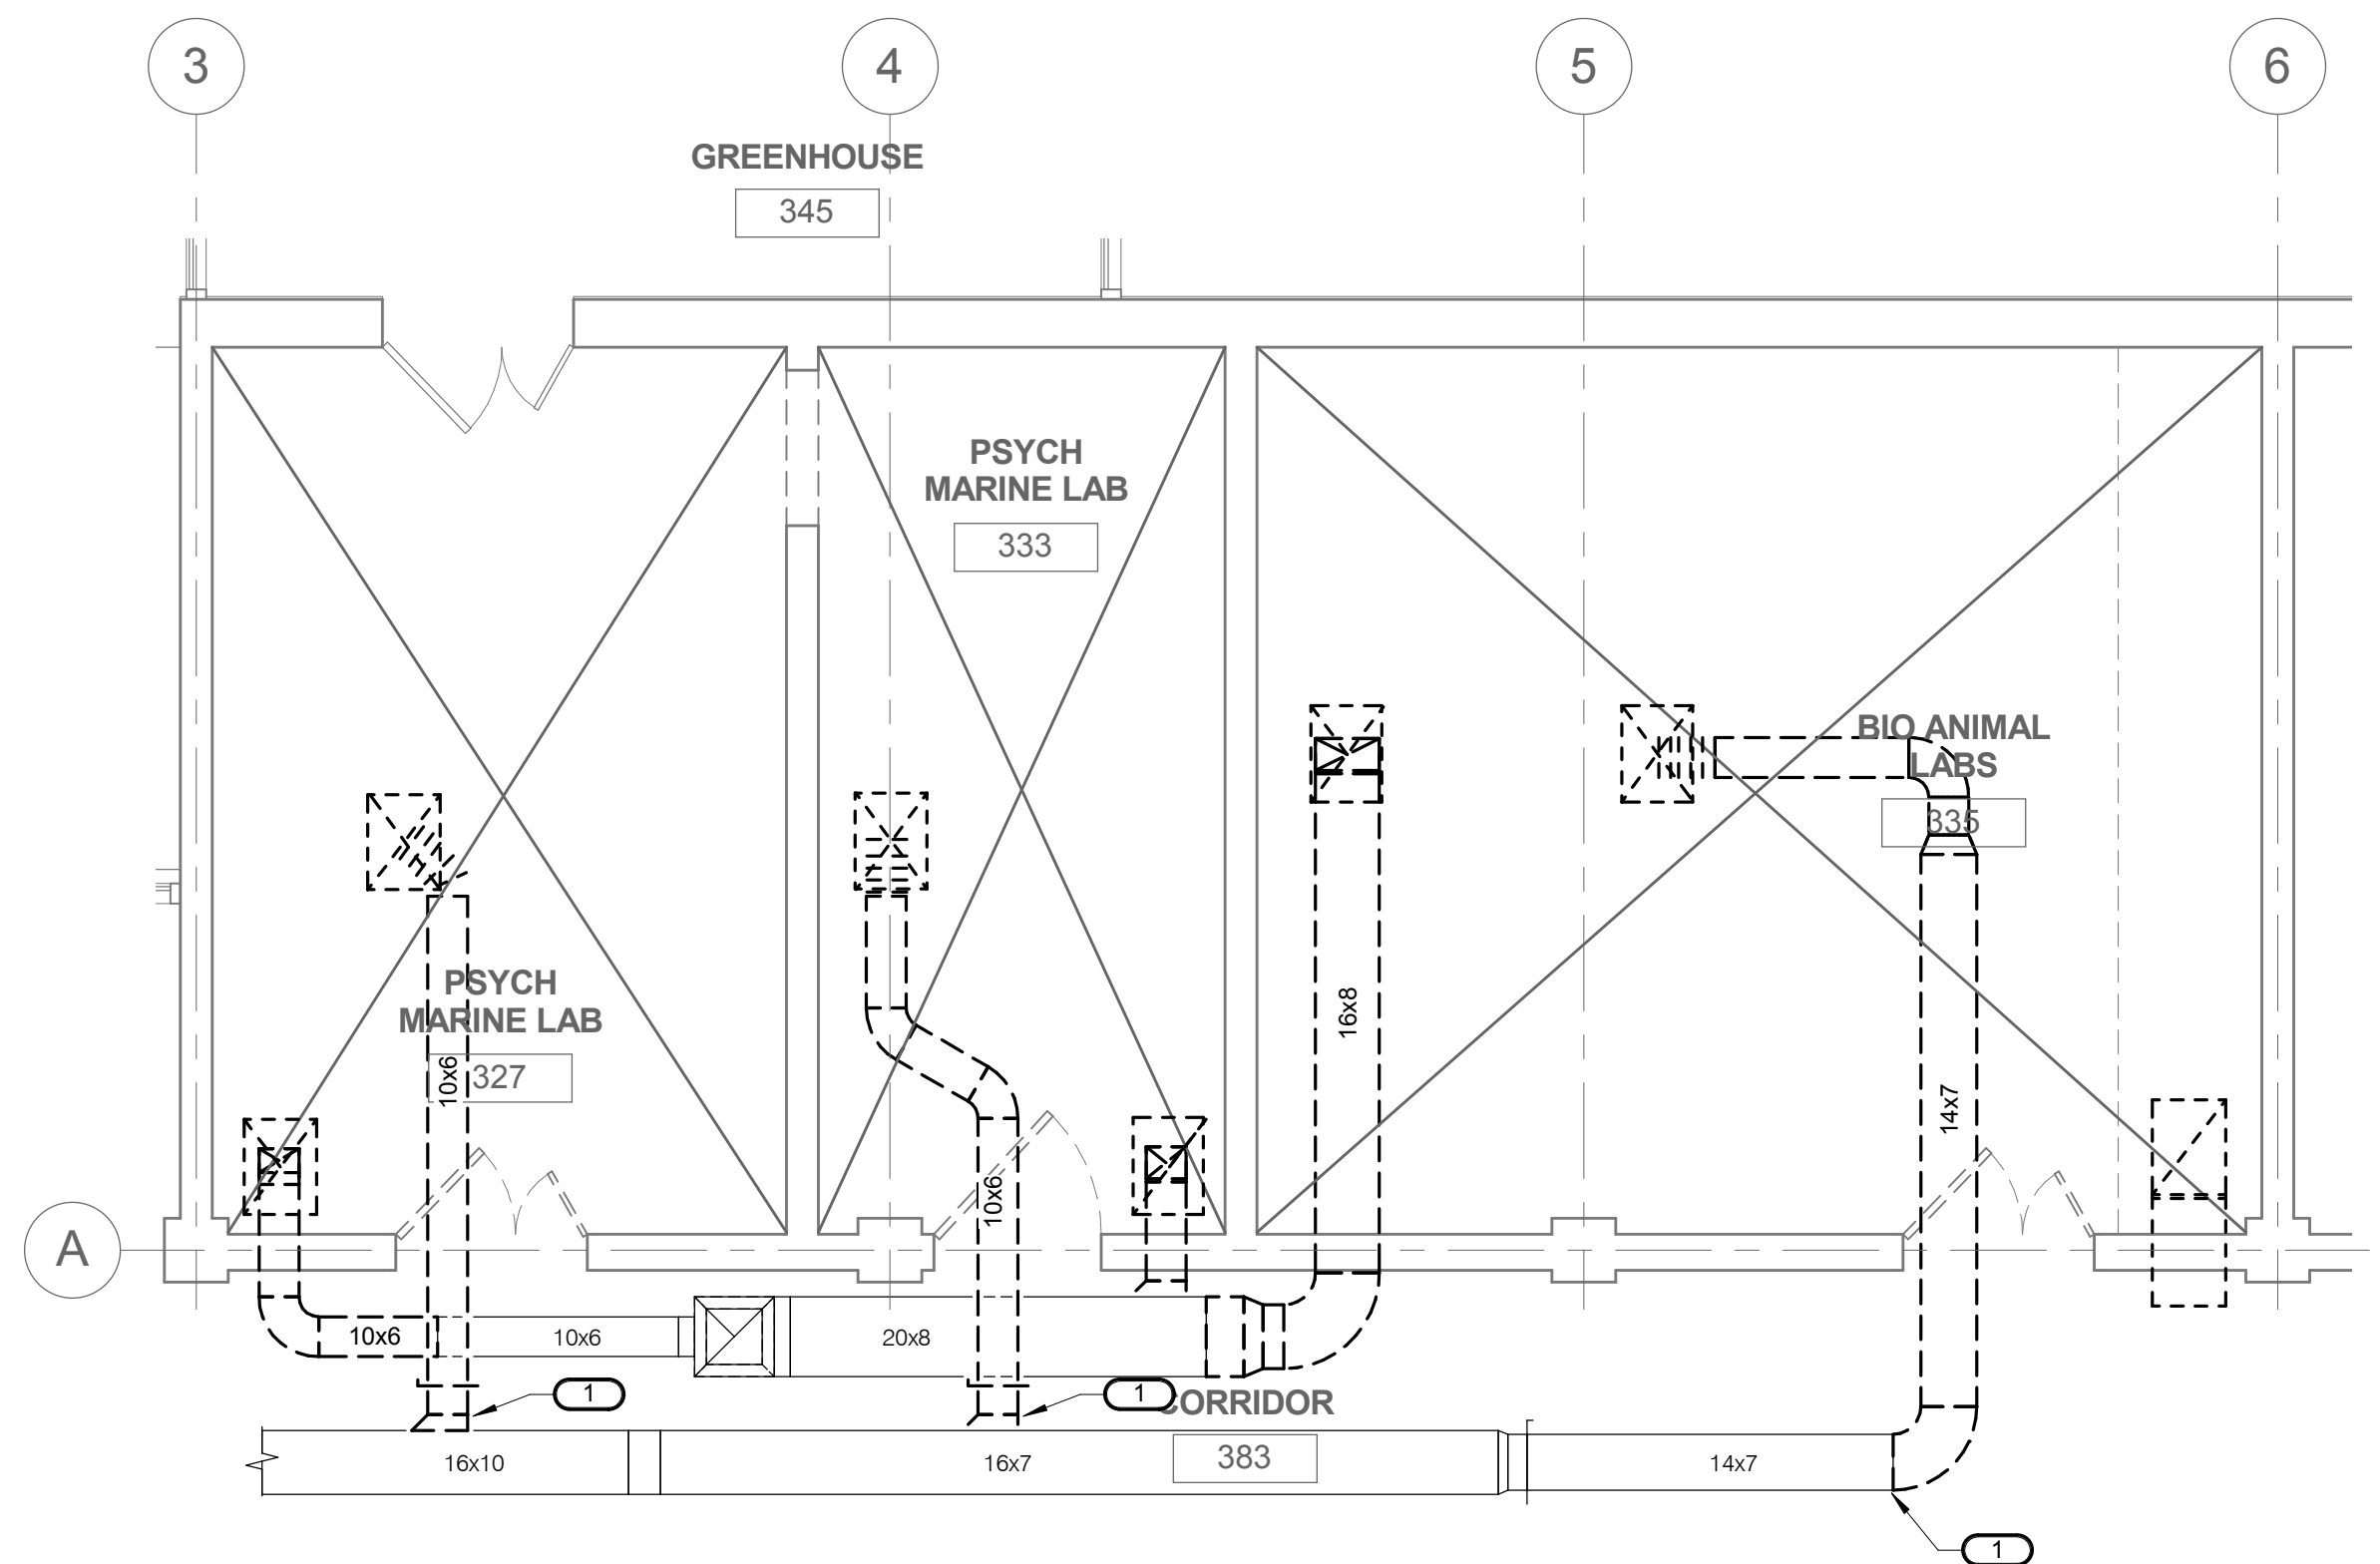 3
4
5
6
GREENHOUSE
345
PSYCH
MARINE LAB
333
BIO ANIMAL
LABS
335
PSYCH
MARINE LAB
327
10x6
16x8
14x7
10x6
A
10x6
10x6
20x8
1
1
CORRIDOR
383
16x10
16x7
14x7
1